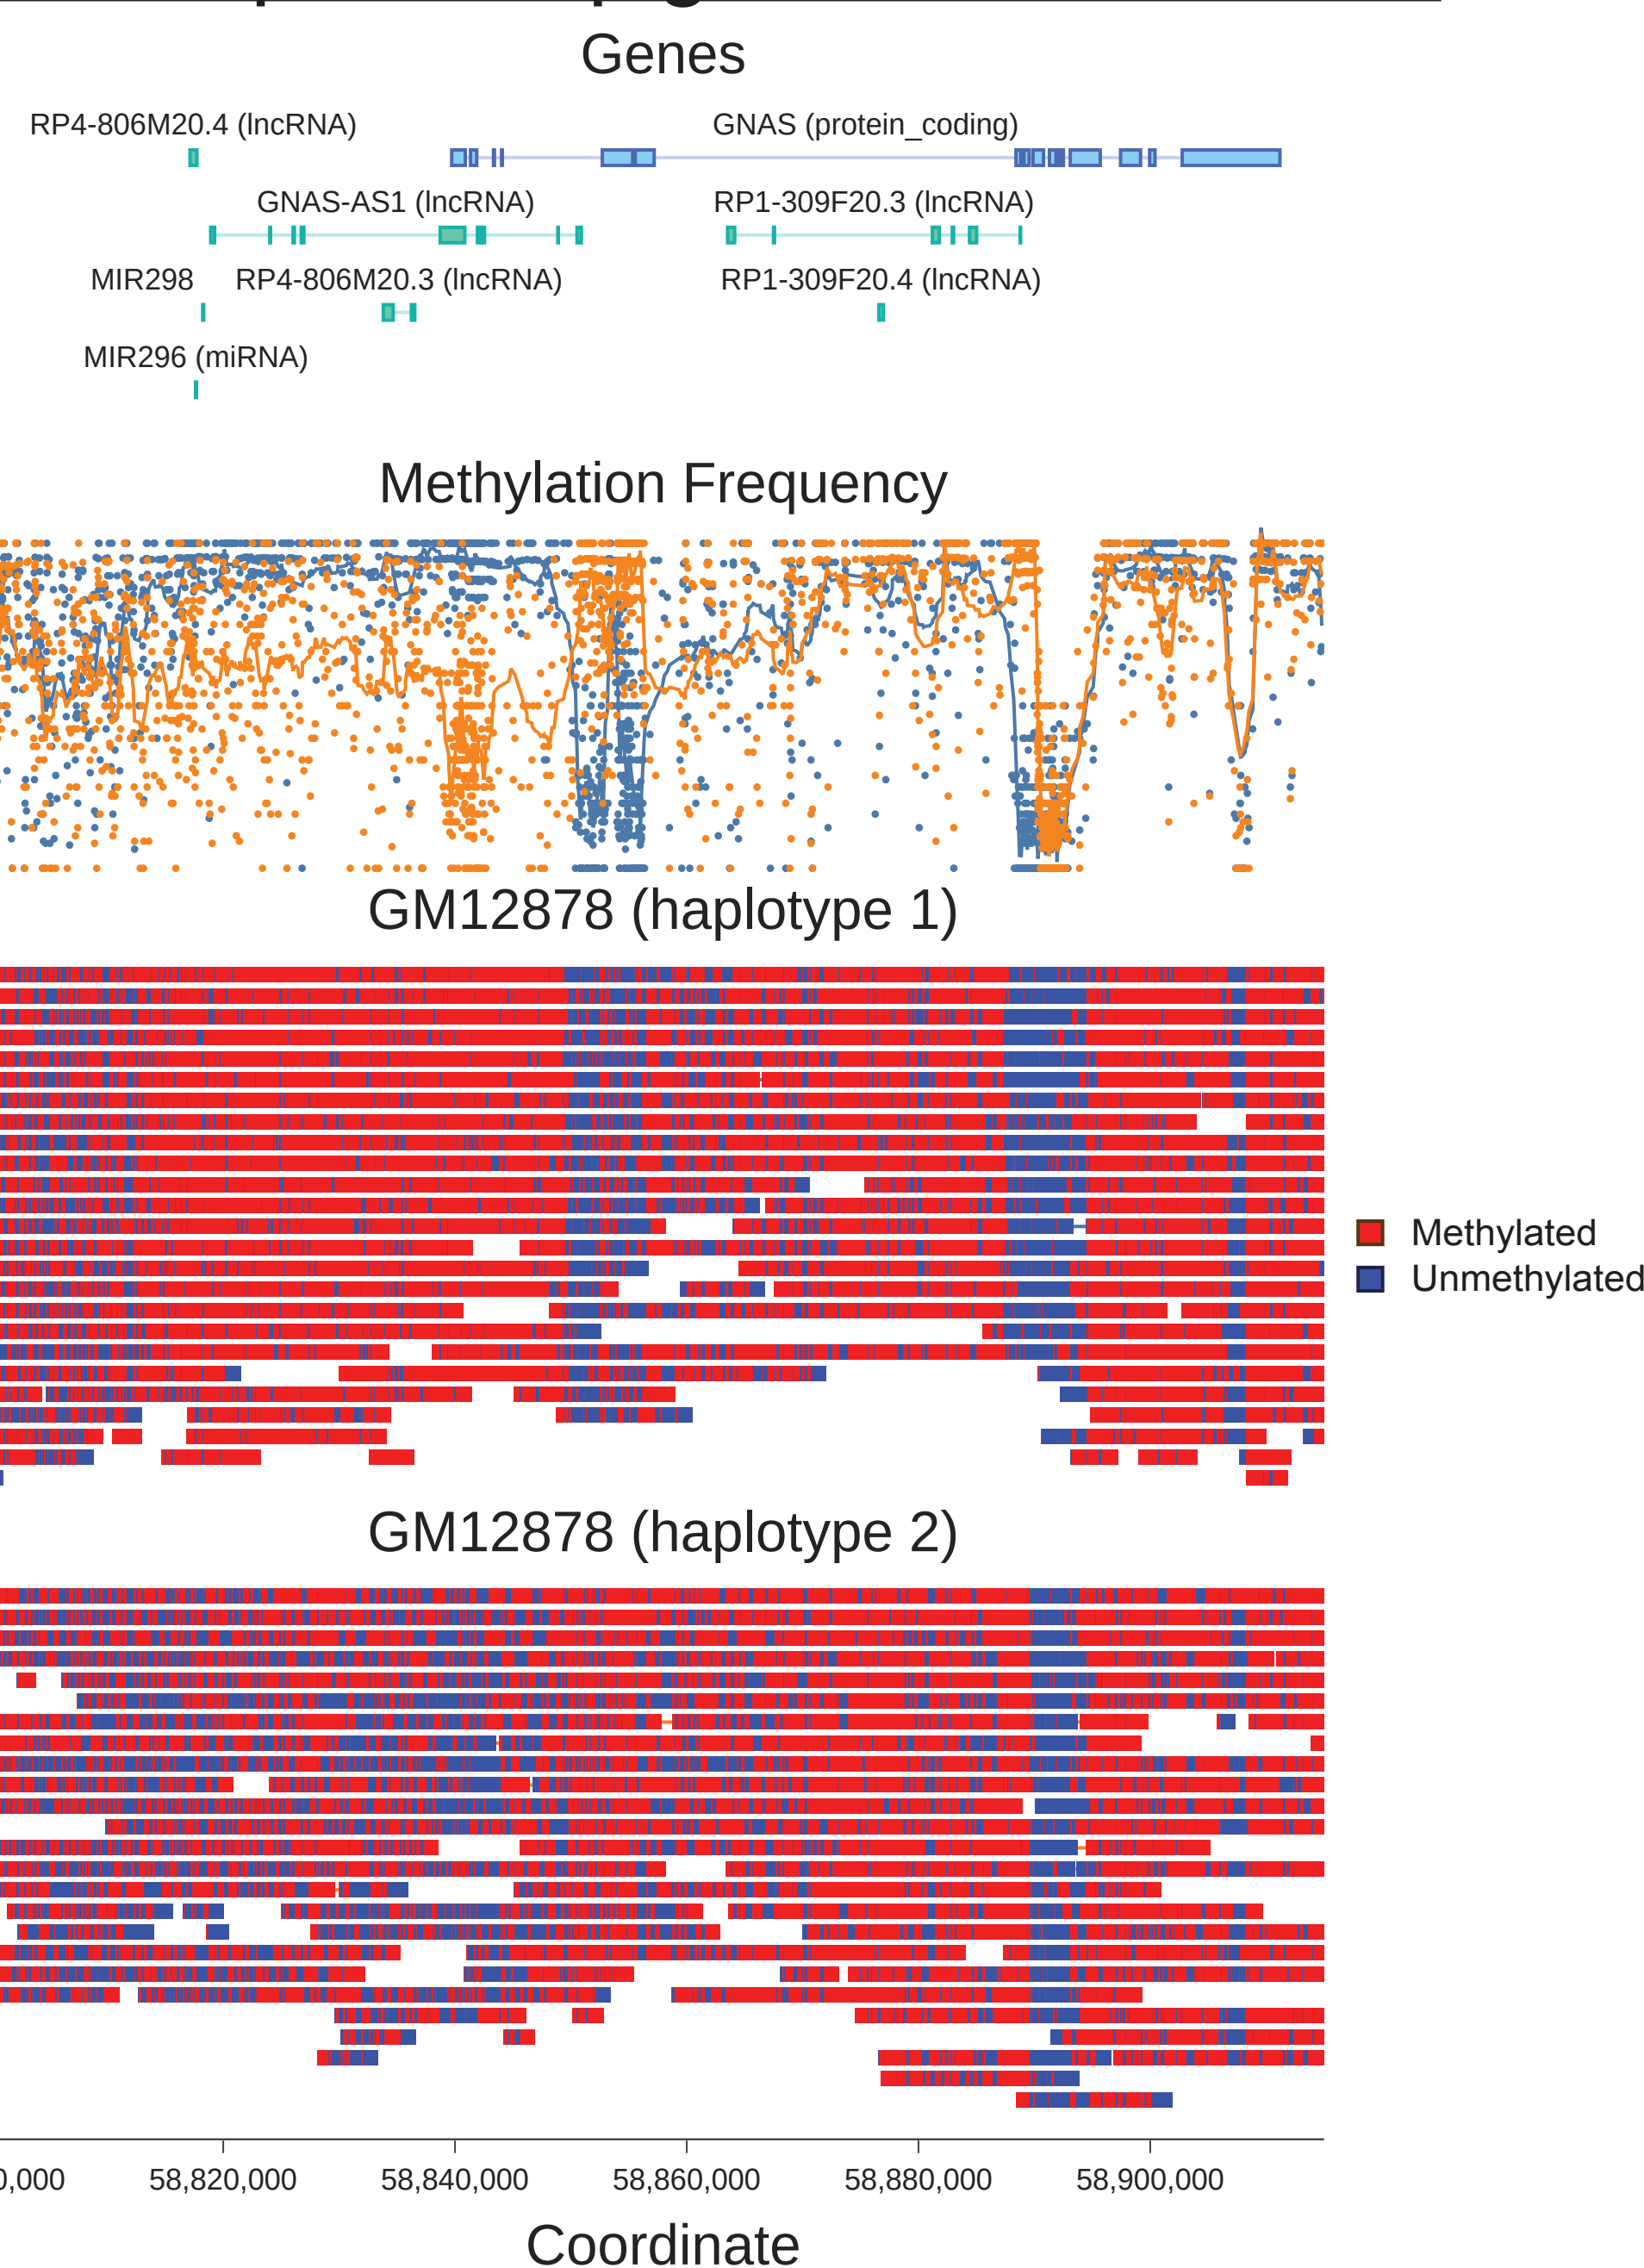 Genes
RP4-806M20.4 (lncRNA) GNAS (protein_coding)
GNAS-AS1 (lncRNA) RP1-309F20.3 (lncRNA)
MIR298 RP4-806M20.3 (lncRNA) RP1-309F20.4 (lncRNA)
MIR296 (miRNA)
Methylation Frequency
GM12878 (haplotype 1)
Methylated
Unmethylated
GM12878 (haplotype 2)
0,000 58,820,000 58,840,000 58,860,000 58,880,000 58,900,000
Coordinate